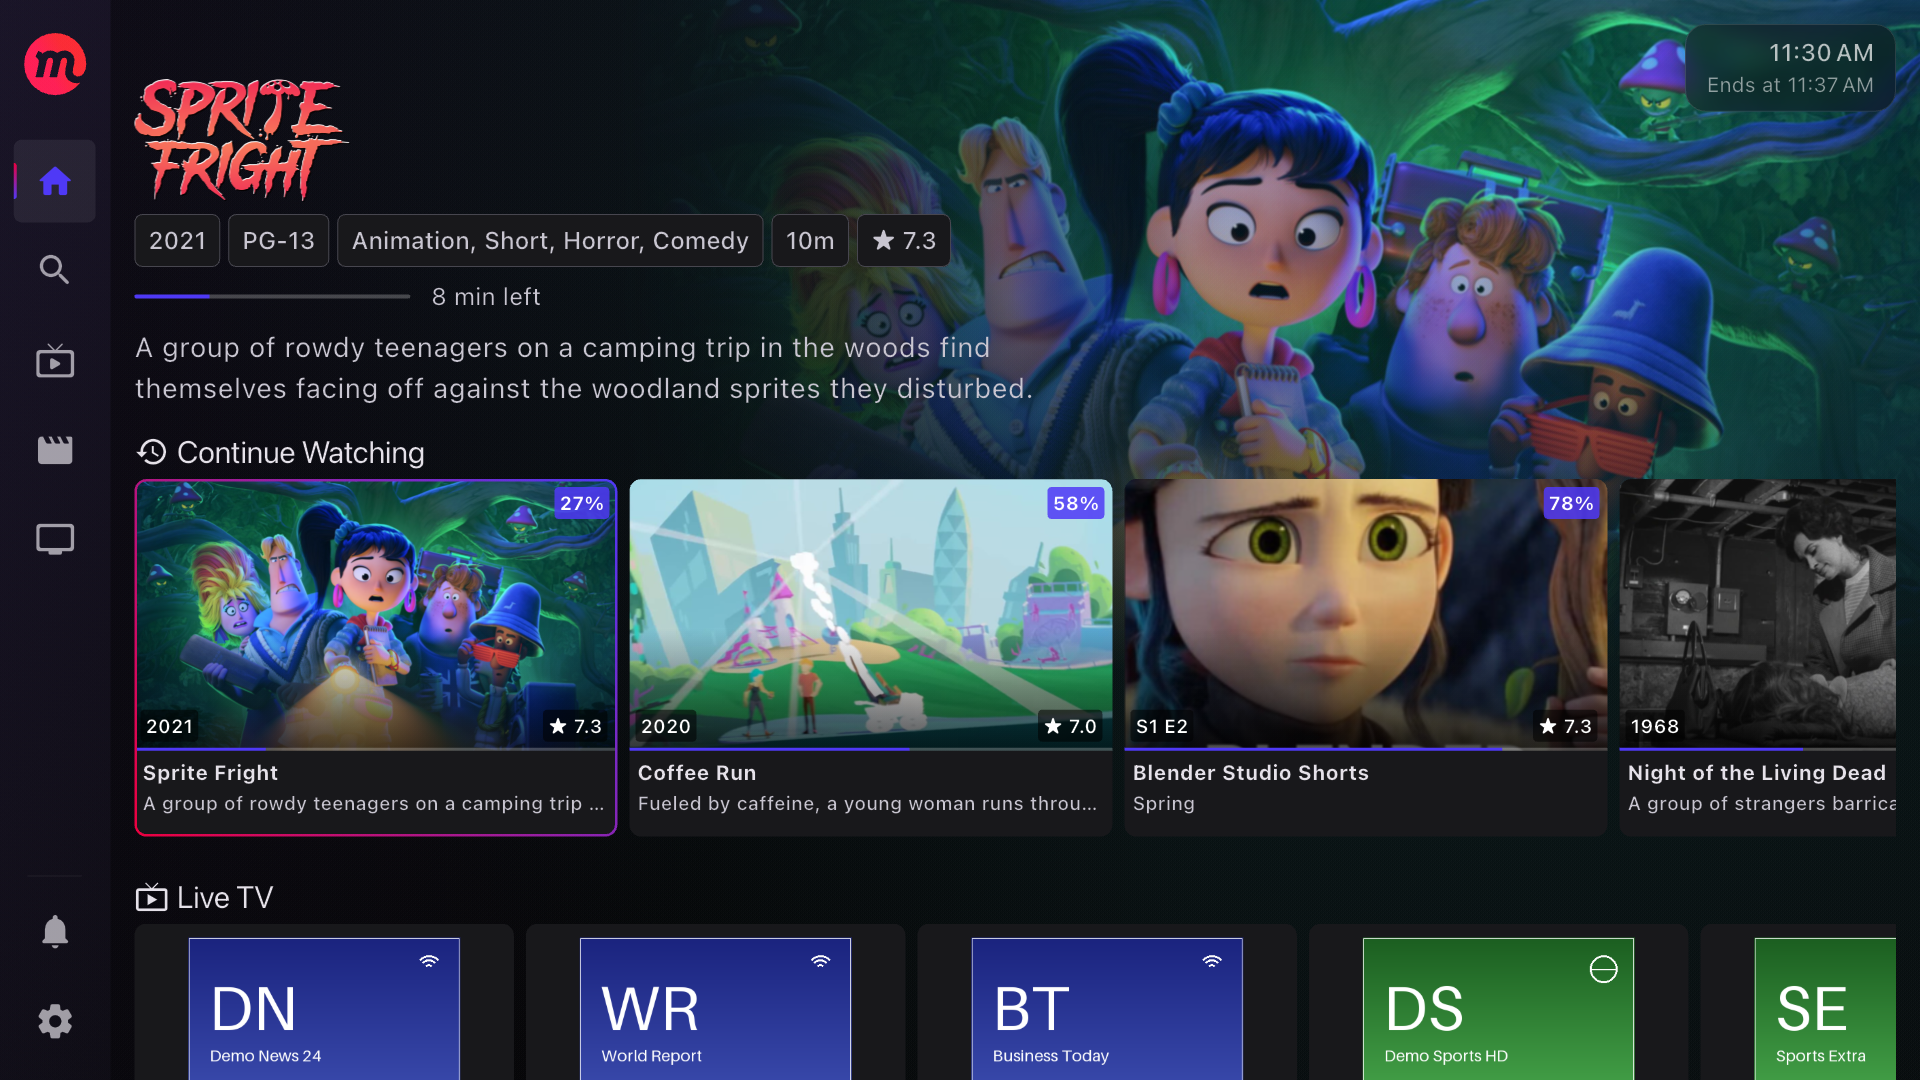 m
11:30 AM
Ends at 11:37 AM
SPRITE
FRIGHT
2021 PG-13 Animation, Short, Horror, Comedy 10m ★ 7.3
8 min left
A group of rowdy teenagers on a camping trip in the woods find
themselves facing off against the woodland sprites they disturbed.
Continue Watching
27%
2021 ★ 7.3
Sprite Fright
A group of rowdy teenagers on a camping trip ...
58%
2020 ★ 7.0
Coffee Run
Fueled by caffeine, a young woman runs throu...
78%
S1 E2 ★ 7.3
Blender Studio Shorts
Spring
1968
Night of the Living Dead
A group of strangers barrica
Live TV
DN
Demo News 24
WR
World Report
BT
Business Today
DS
Demo Sports HD
SE
Sports Extra